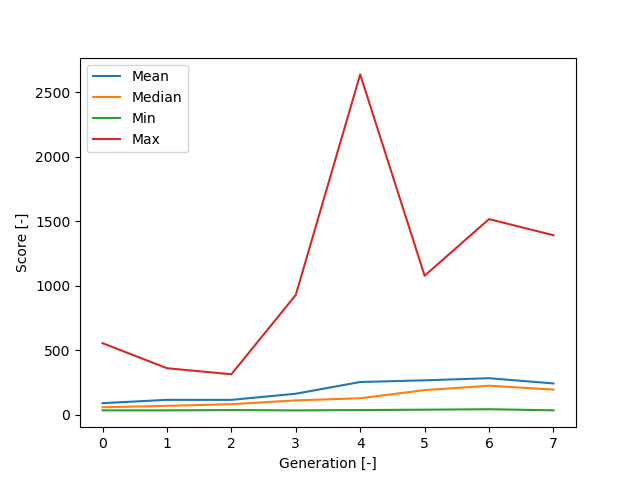 Mean
Median
Min
Max
2500
2000
1500
1000
500
0
Score [-]
0 1 2 3 4 5 6 7
Generation [-]